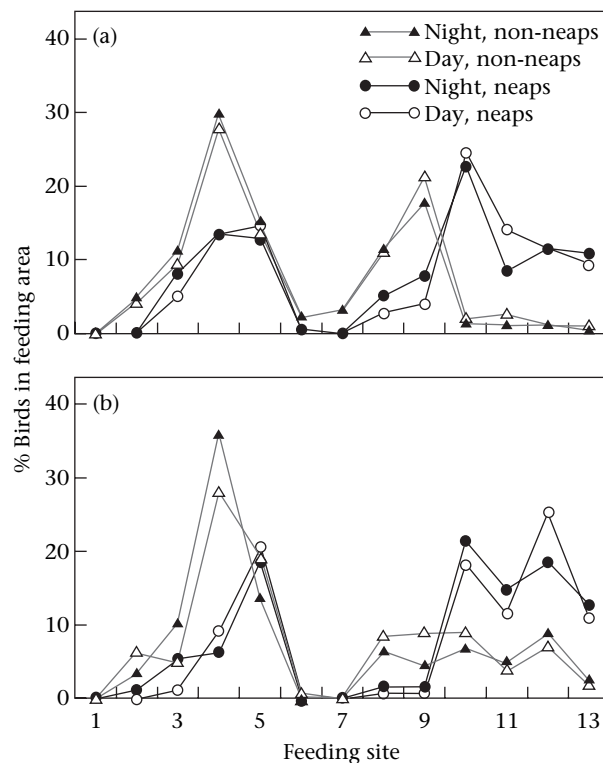 (a)
Night, non-neaps
Day, non-neaps
Night, neaps
Day, neaps
40
30
20
10
0
% Birds in feeding area
(b)
40
30
20
10
0
1 3 5 7 9 11 13
Feeding site